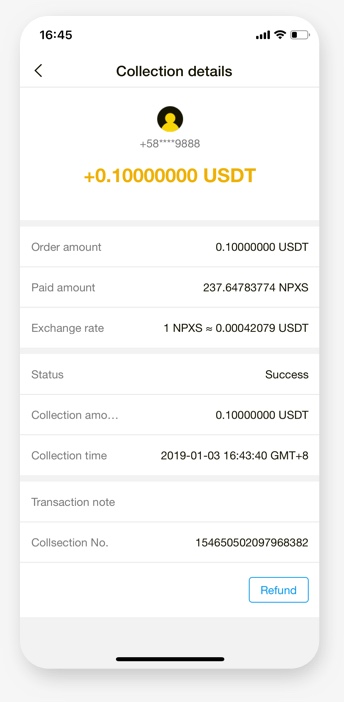 16:45
Collection details
+58****9888
+0.10000000 USDT
Order amount 0.10000000 USDT
Paid amount 237.64783774 NPXS
Exchange rate 1 NPXS ≈ 0.00042079 USDT
Status Success
Collection amo... 0.10000000 USDT
Collection time 2019-01-03 16:43:40 GMT+8
Transaction note
Collsection No. 154650502097968382
Refund